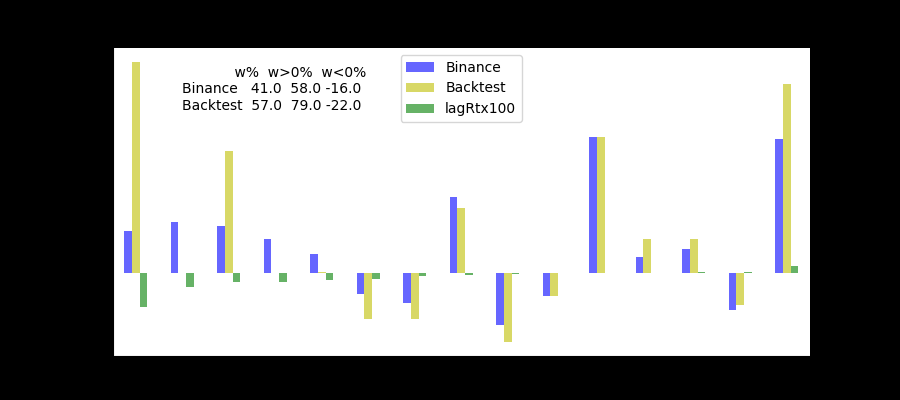 w% w>0% w<0%
Binance 41.0 58.0 -16.0
Backtest 57.0 79.0 -22.0
Binance
Backtest
lagRtx100